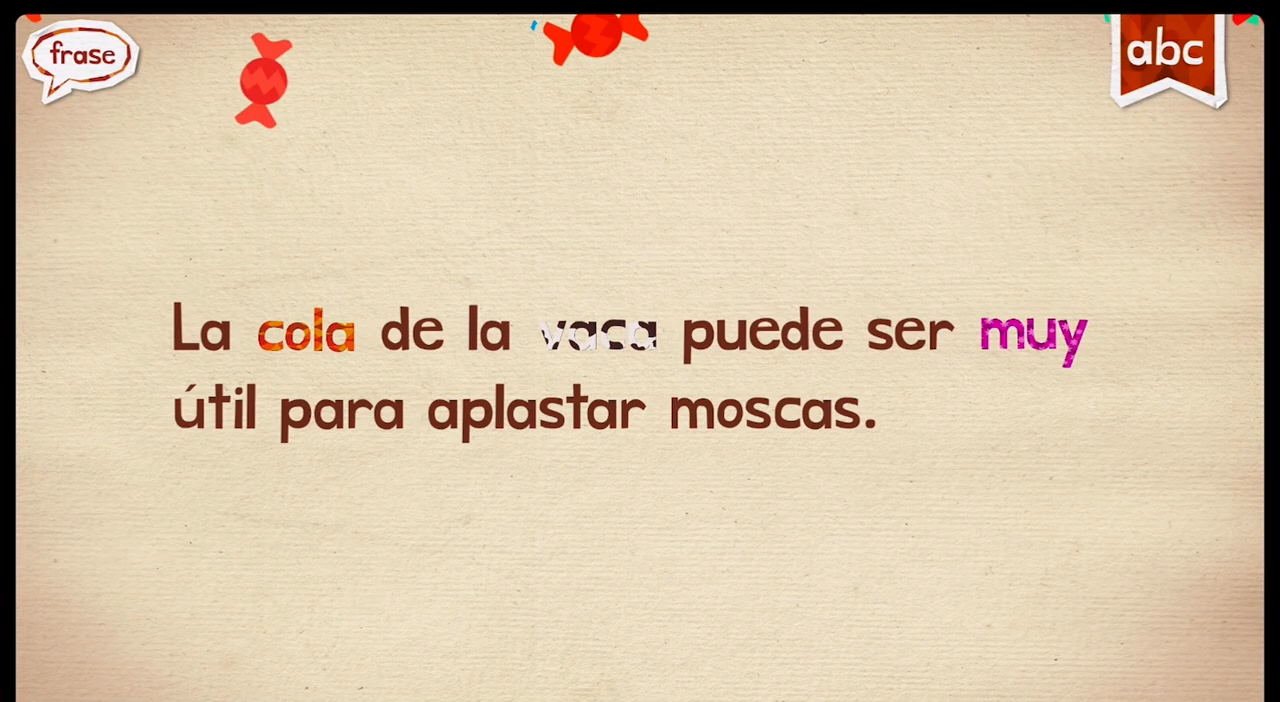 frase
abc
La cola de la vaca puede ser muy
útil para aplastar moscas.